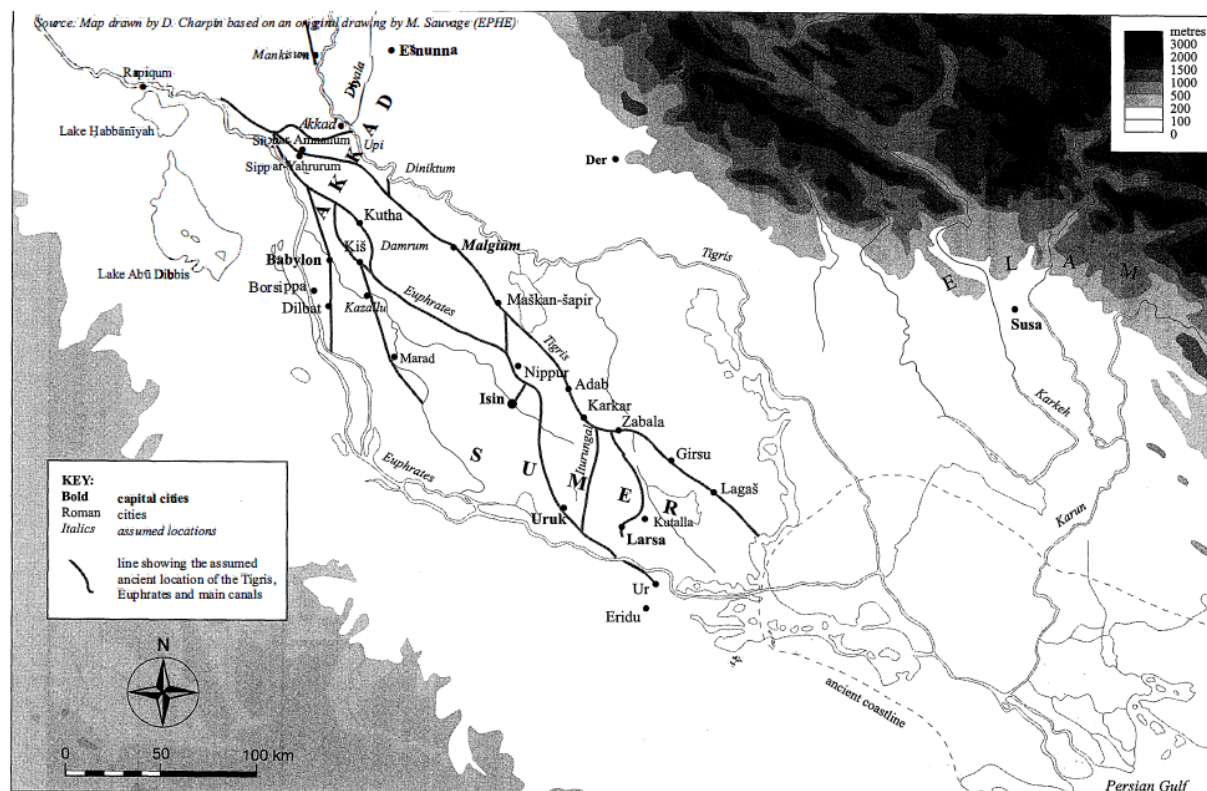 Source: Map drawn by D. Charpin based on an original drawing by M. Sauvage (EPHE)
metres
3000
2000
1500
1000
500
200
100
0
Mankisum
Ešnunna
Rapiqum
Diyala
Lake Ḥabbānīyah
Akkad
Upi
Sippar-Amnanum
Sippar-Yahrurum
AKKAD
Diniktum
Der
Kutha
Kiš
Damrum
Malgium
Babylon
Lake Abū Dibbis
Borsippa
Dilbat
Kazallu
Euphrates
Maškan-šapir
Tigris
Tigris
ELAM
Susa
Marad
Nippur
Adab
Isin
Karkar
Zabala
Karkeh
Iturungal
Girsu
Lagaš
Euphrates
SUMER
Uruk
Kutalla
Larsa
Karun
Ur
Eridu
KEY:
Bold capital cities
Roman cities
Italics assumed locations
line showing the assumed
ancient location of the Tigris,
Euphrates and main canals
N
0 50 100 km
ancient coastline
Persian Gulf